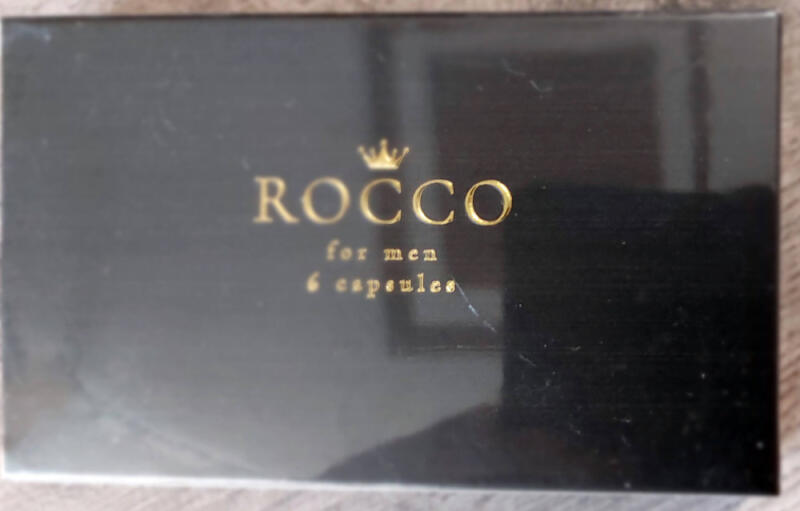 ROCCO
for men
6 capsules